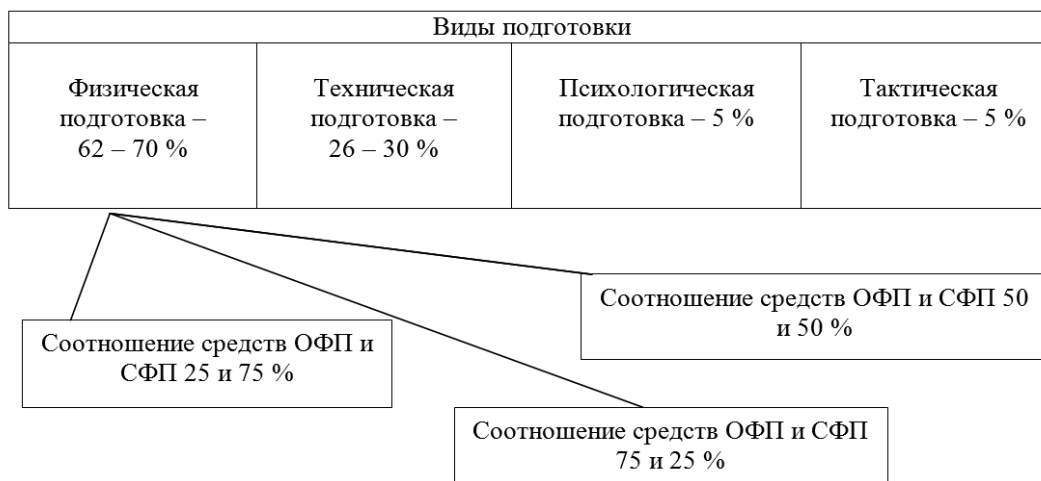 Виды подготовки
Физическая
подготовка –
62 – 70 %
Техническая
подготовка –
26 – 30 %
Психологическая
подготовка – 5 %
Тактическая
подготовка – 5 %
Соотношение средств ОФП и СФП 50
и 50 %
Соотношение средств ОФП и
СФП 25 и 75 %
Соотношение средств ОФП и СФП
75 и 25 %